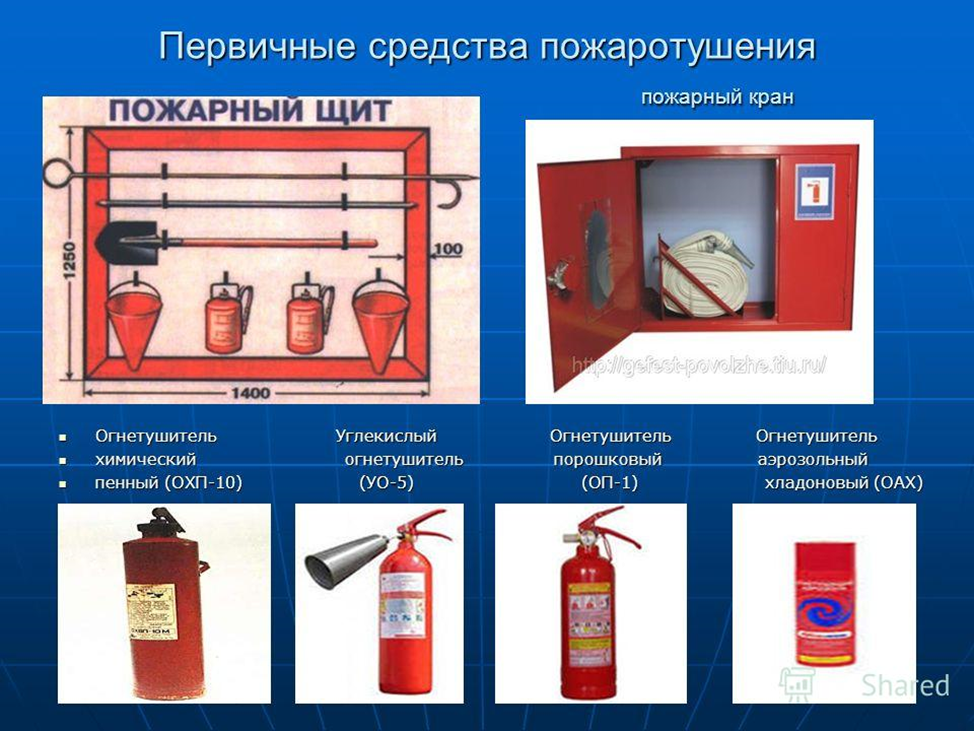 Первичные средства пожаротушения
пожарный кран
ПОЖАРНЫЙ ЩИТ
1250
100
1400
http://gefest-povolzhe.tiu.ru/
Огнетушитель Углекислый Огнетушитель Огнетушитель
химический огнетушитель порошковый аэрозольный
пенный (ОХП-10) (УО-5) (ОП-1) хладоновый (ОАХ)
Shared